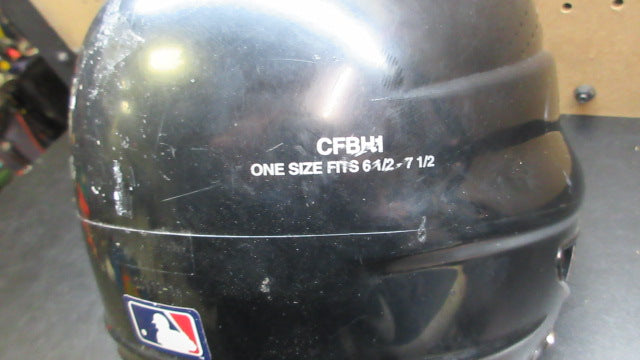 CFBH1
ONE SIZE FITS 6 1/2 - 7 1/2